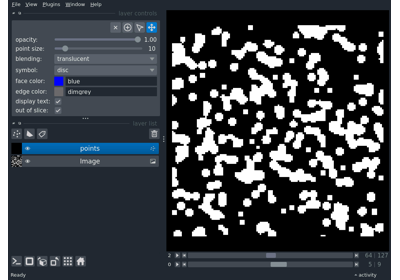 File View Plugins Window Help
layer controls
opacity: 1.00
point size: 10
blending: translucent
symbol: disc
face color: blue
edge color: dimgrey
display text:
out of slice:
layer list
points
Image
2 64 127
0 5 9
Ready activity